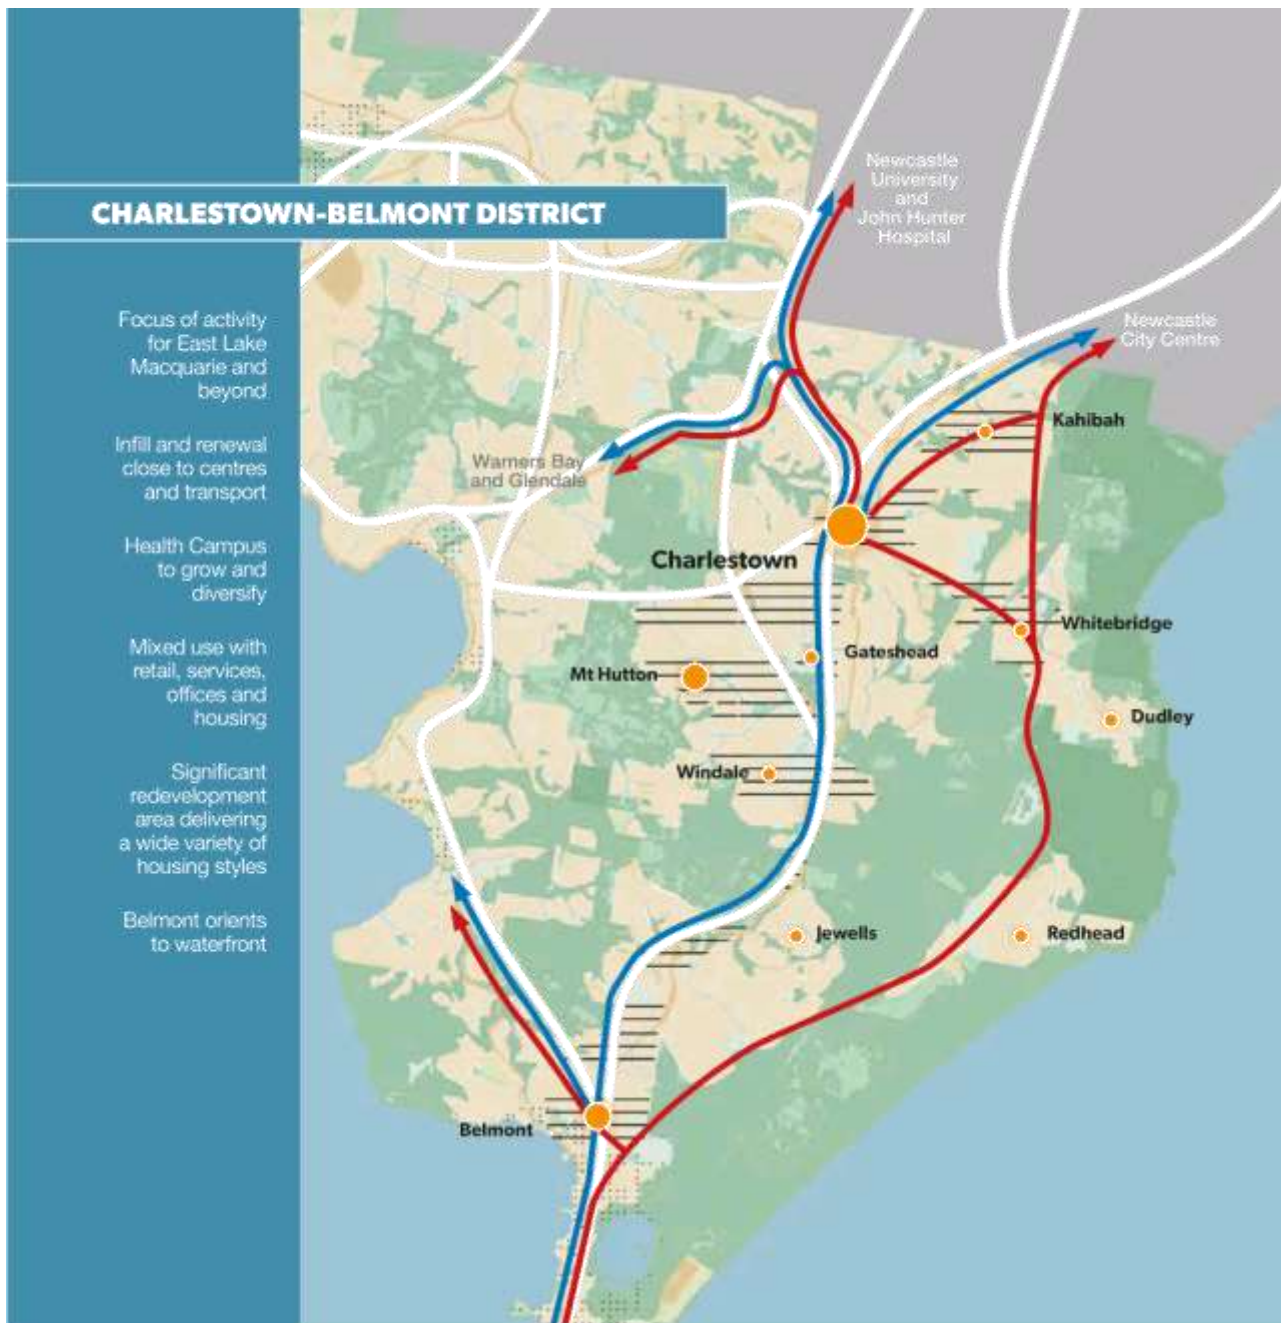 CHARLESTOWN-BELMONT DISTRICT
Focus of activity
for East Lake
Macquarie and
beyond
Infill and renewal
close to centres
and transport
Health Campus
to grow and
diversify
Mixed use with
retail, services,
offices and
housing
Significant
redevelopment
area delivering
a wide variety of
housing styles
Belmont orients
to waterfront
Newcastle
University
and
John Hunter
Hospital
Newcastle
City Centre
Kahibah
Warners Bay
and Glendale
Charlestown
Whitebridge
Gateshead
Mt Hutton
Dudley
Windale
Jewells
Redhead
Belmont